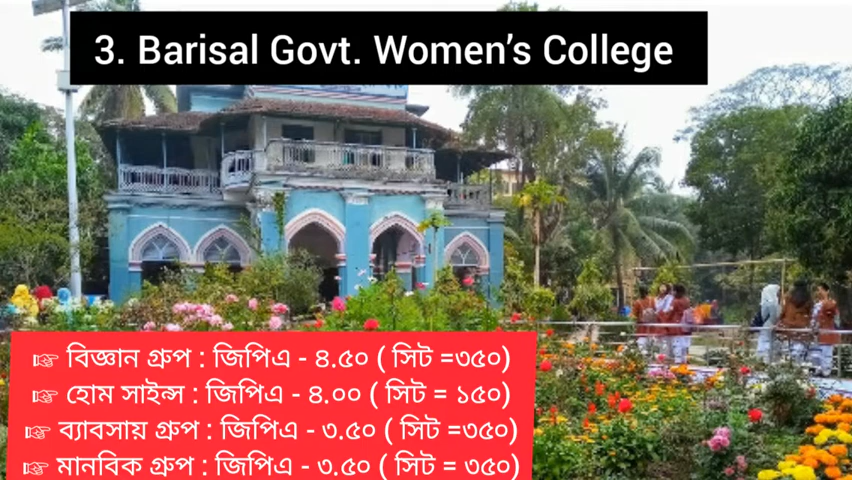 3. Barisal Govt. Women's College
☞ বিজ্ঞান গ্রুপ : জিপিএ - ৪.৫০ ( সিট =৩৫০)
☞ হোম সাইন্স : জিপিএ - ৪.০০ ( সিট = ১৫০)
☞ ব্যাবসায় গ্রুপ : জিপিএ - ৩.৫০ ( সিট =৩৫০)
☞ মানবিক গ্রুপ : জিপিএ - ৩.৫০ ( সিট = ৩৫০)